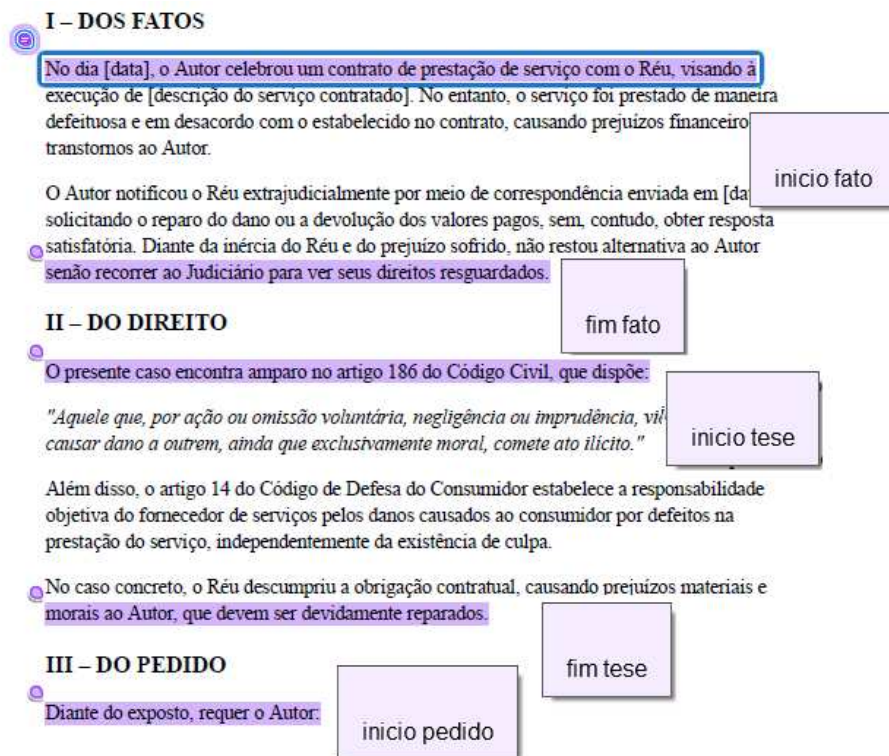 I – DOS FATOS
No dia [data], o Autor celebrou um contrato de prestação de serviço com o Réu, visando à
execução de [descrição do serviço contratado]. No entanto, o serviço foi prestado de maneira
defeituosa e em desacordo com o estabelecido no contrato, causando prejuízos financeiro
transtornos ao Autor.
inicio fato
O Autor notificou o Réu extrajudicialmente por meio de correspondência enviada em [da
solicitando o reparo do dano ou a devolução dos valores pagos, sem, contudo, obter resposta
satisfatória. Diante da inércia do Réu e do prejuízo sofrido, não restou alternativa ao Autor
senão recorrer ao Judiciário para ver seus direitos resguardados.
fim fato
II – DO DIREITO
O presente caso encontra amparo no artigo 186 do Código Civil, que dispõe:
"Aquele que, por ação ou omissão voluntária, negligência ou imprudência,
causar dano a outrem, ainda que exclusivamente moral, comete ato ilícito."
inicio tese
Além disso, o artigo 14 do Código de Defesa do Consumidor estabelece a responsabilidade
objetiva do fornecedor de serviços pelos danos causados ao consumidor por defeitos na
prestação do serviço, independentemente da existência de culpa.
No caso concreto, o Réu descumpriu a obrigação contratual, causando prejuízos materiais e
morais ao Autor, que devem ser devidamente reparados.
fim tese
III – DO PEDIDO
Diante do exposto, requer o Autor:
inicio pedido